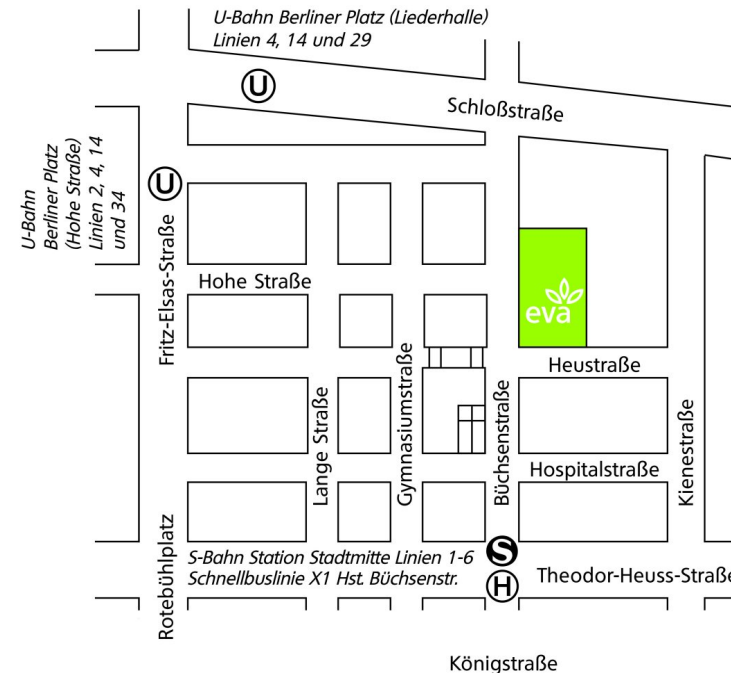 U-Bahn Berliner Platz (Liederhalle)
Linien 4, 14 und 29
U
Schloßstraße
U-Bahn
Berliner Platz
(Hohe Straße)
Linien 2, 4, 14
und 34
U
Fritz-Elsas-Straße
Hohe Straße
eva
Heustraße
Lange Straße
Gymnasiumstraße
Büchsenstraße
Hospitalstraße
Kienestraße
Rotebühlplatz
S-Bahn Station Stadtmitte Linien 1-6
Schnellbuslinie X1 Hst. Büchsenstr.
S
H
Theodor-Heuss-Straße
Königstraße